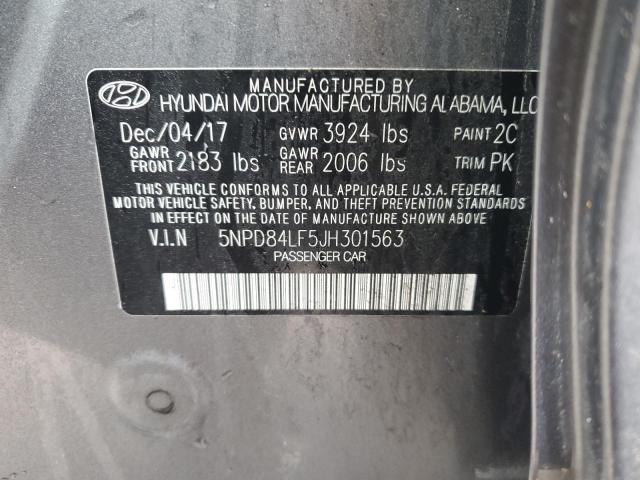 MANUFACTURED BY
HYUNDAI MOTOR MANUFACTURING ALABAMA, LLC
Dec/04/17 GVWR 3924 lbs PAINT 2C
GAWR FRONT 2183 lbs GAWR REAR 2006 lbs TRIM PK
THIS VEHICLE CONFORMS TO ALL APPLICABLE U.S.A. FEDERAL
MOTOR VEHICLE SAFETY, BUMPER, AND THEFT PREVENTION STANDARDS
IN EFFECT ON THE DATE OF MANUFACTURE SHOWN ABOVE
V.I.N 5NPD84LF5JH301563
PASSENGER CAR